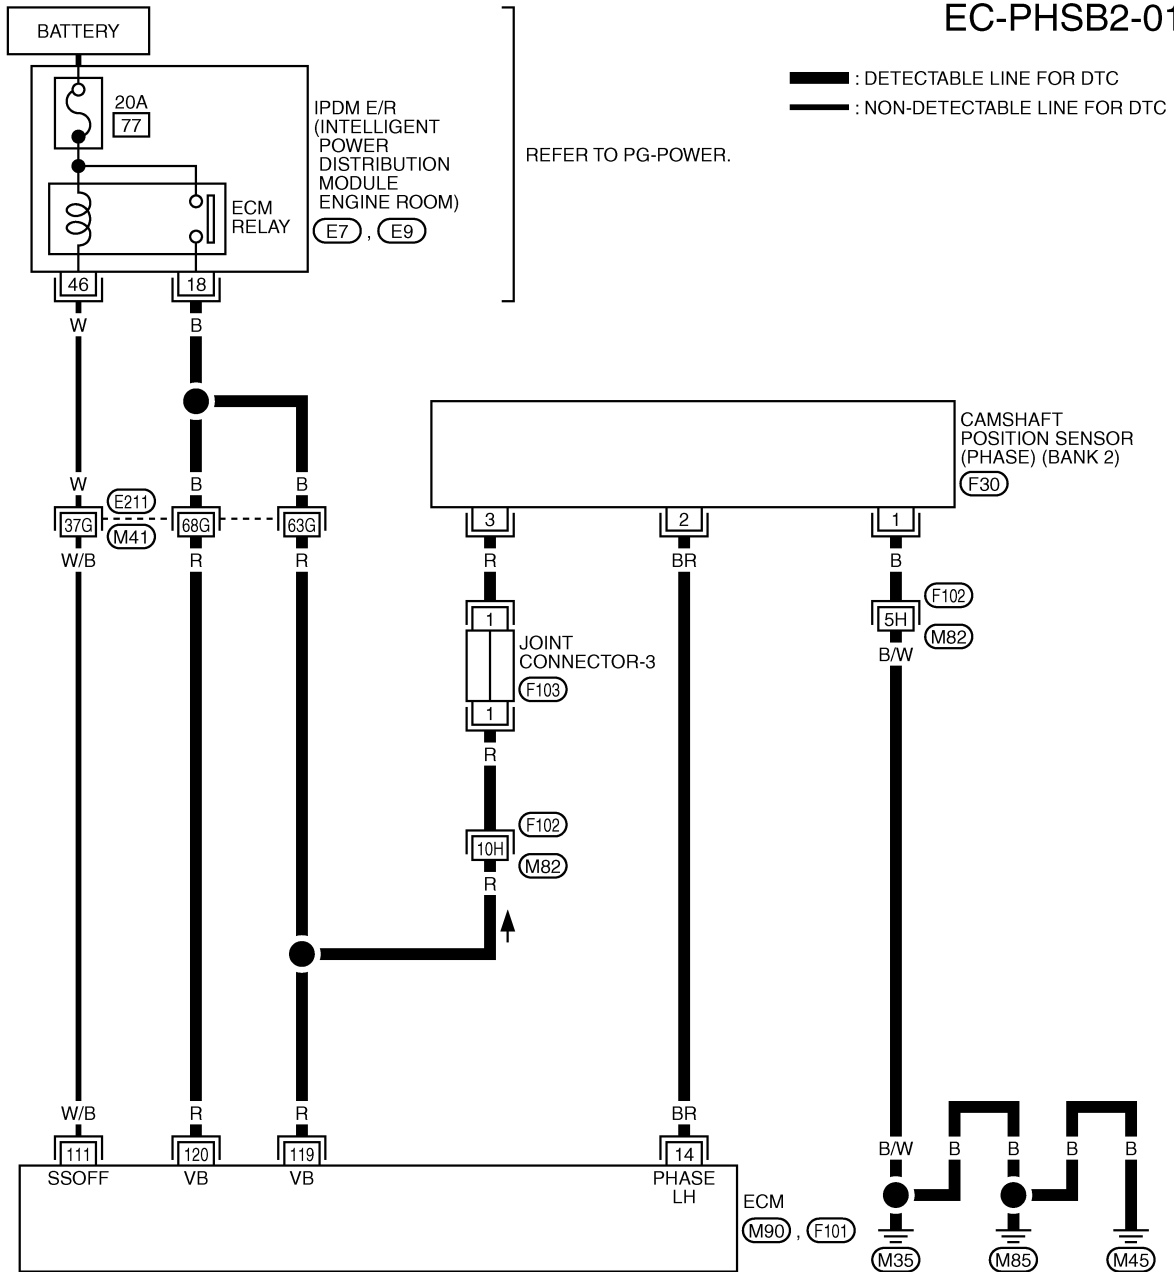 EC-PHSB2-01
BATTERY
: DETECTABLE LINE FOR DTC
: NON-DETECTABLE LINE FOR DTC
20A
77
IPDM E/R
(INTELLIGENT
POWER
DISTRIBUTION
MODULE
ENGINE ROOM)
E7 , E9
REFER TO PG-POWER.
ECM
RELAY
46 18
W B
CAMSHAFT
POSITION SENSOR
(PHASE) (BANK 2)
F30
W B B
E211
37G 68G 63G
M41
3 2 1
W/B R R R BR B
F102
1 5H
M82
B/W
JOINT
CONNECTOR-3
F103
1
R
F102
10H
M82
R
W/B R R BR
111 120 119 14
SSOFF VB VB PHASE
LH
B/W B B B B
ECM
M90 , F101
M35 M85 M45